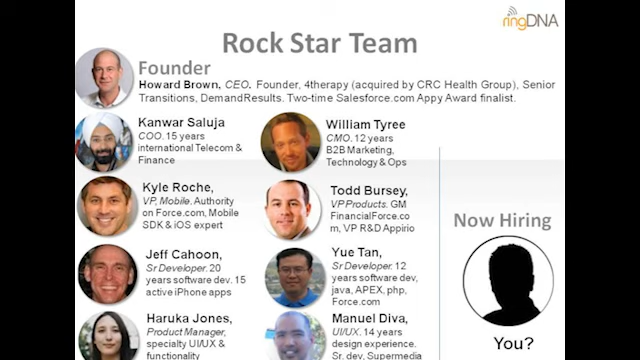 ringDNA
Rock Star Team
Founder
Howard Brown, CEO. Founder, 4therapy (acquired by CRC Health Group), Senior
Transitions, DemandResults. Two-time Salesforce.com Appy Award finalist.
Kanwar Saluja
COO. 15 years
international Telecom &
Finance
William Tyree
CMO. 12 years
B2B Marketing,
Technology & Ops
Kyle Roche,
VP, Mobile. Authority
on Force.com, Mobile
SDK & iOS expert
Todd Bursey,
VP Products. GM
FinancialForce.co
m, VP R&D Appirio
Jeff Cahoon,
Sr Developer. 20
years software dev. 15
active iPhone apps
Yue Tan,
Sr Developer. 12
years software dev,
java, APEX, php,
Force.com
Haruka Jones,
Product Manager,
specialty UI/UX &
functionality
Manuel Diva,
UI/UX. 14 years
design experience.
Sr. dev, Supermedia
Now Hiring
You?